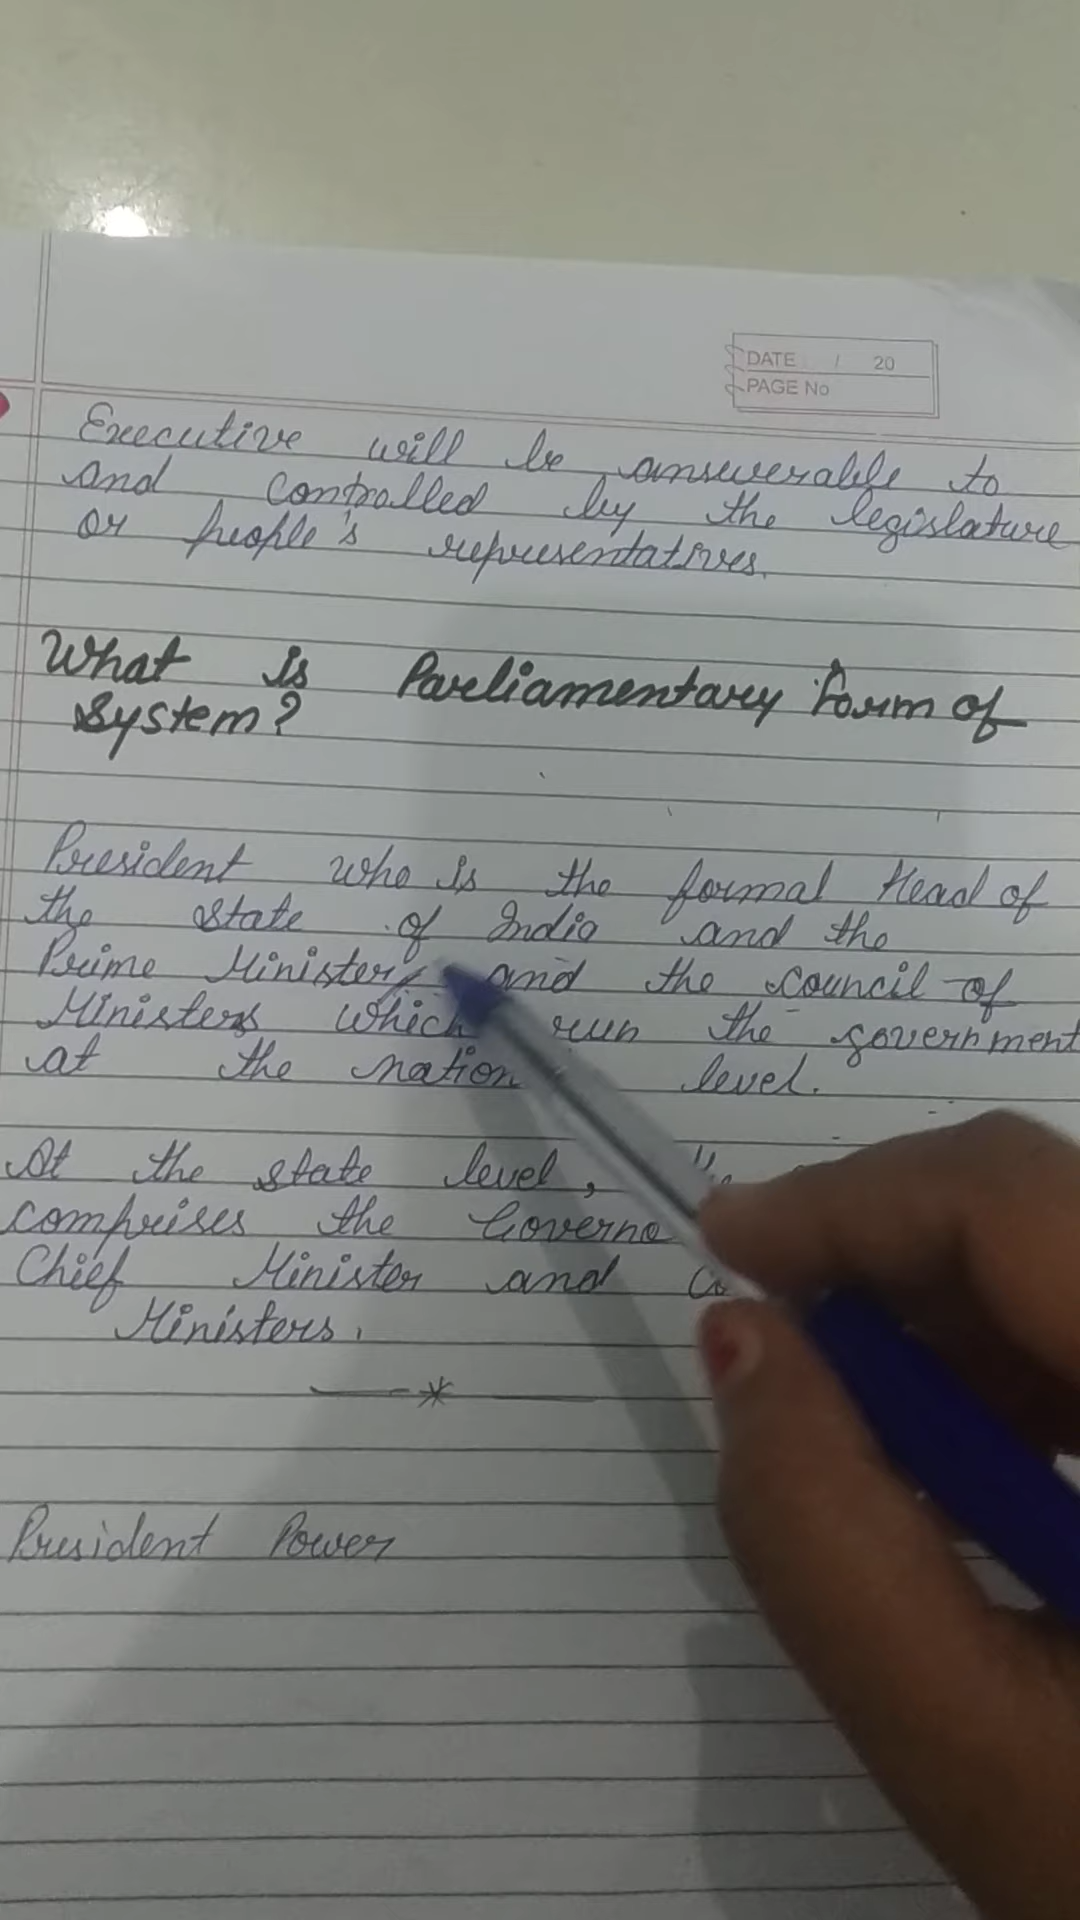 DATE / 20
PAGE No
Executive will be answerable to
and controlled by the legislature
or people's representatives.
What is Parliamentary form of
System?
President who is the formal Head of
the state of India and the
Prime Minister and the council of
Ministers which run the government
at the nation level.
At the state level,
comprises the Governo
Chief Minister and Co
Ministers.
President Power